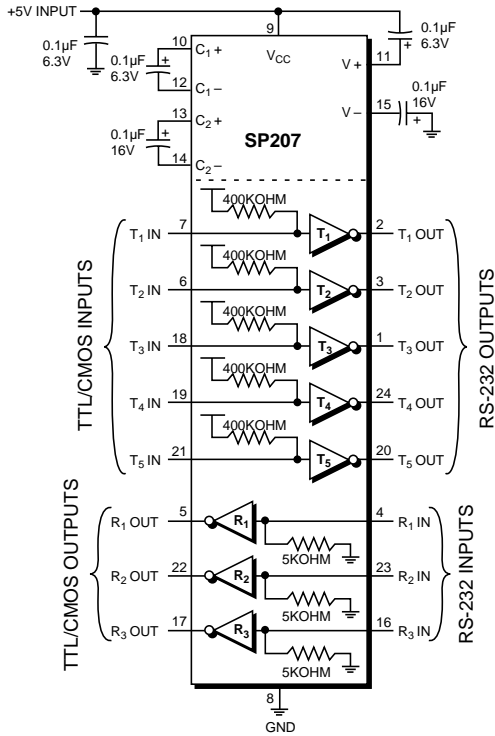 +5V INPUT
0.1µF
6.3V
0.1µF
6.3V
10
C1+
12
C1–
13
C2+
0.1µF
16V
14
C2–
9
VCC
SP207
V+
11
0.1µF
6.3V
V–
15
0.1µF
16V
+
+
+
+
TTL/CMOS INPUTS
RS-232 OUTPUTS
400KOHM
T1 IN
7
T1
2
T1 OUT
400KOHM
T2 IN
6
T2
3
T2 OUT
400KOHM
T3 IN
18
T3
1
T3 OUT
400KOHM
T4 IN
19
T4
24
T4 OUT
400KOHM
T5 IN
21
T5
20
T5 OUT
TTL/CMOS OUTPUTS
RS-232 INPUTS
R1 OUT
5
R1
4
R1 IN
5KOHM
R2 OUT
22
R2
23
R2 IN
5KOHM
R3 OUT
17
R3
16
R3 IN
5KOHM
8
GND